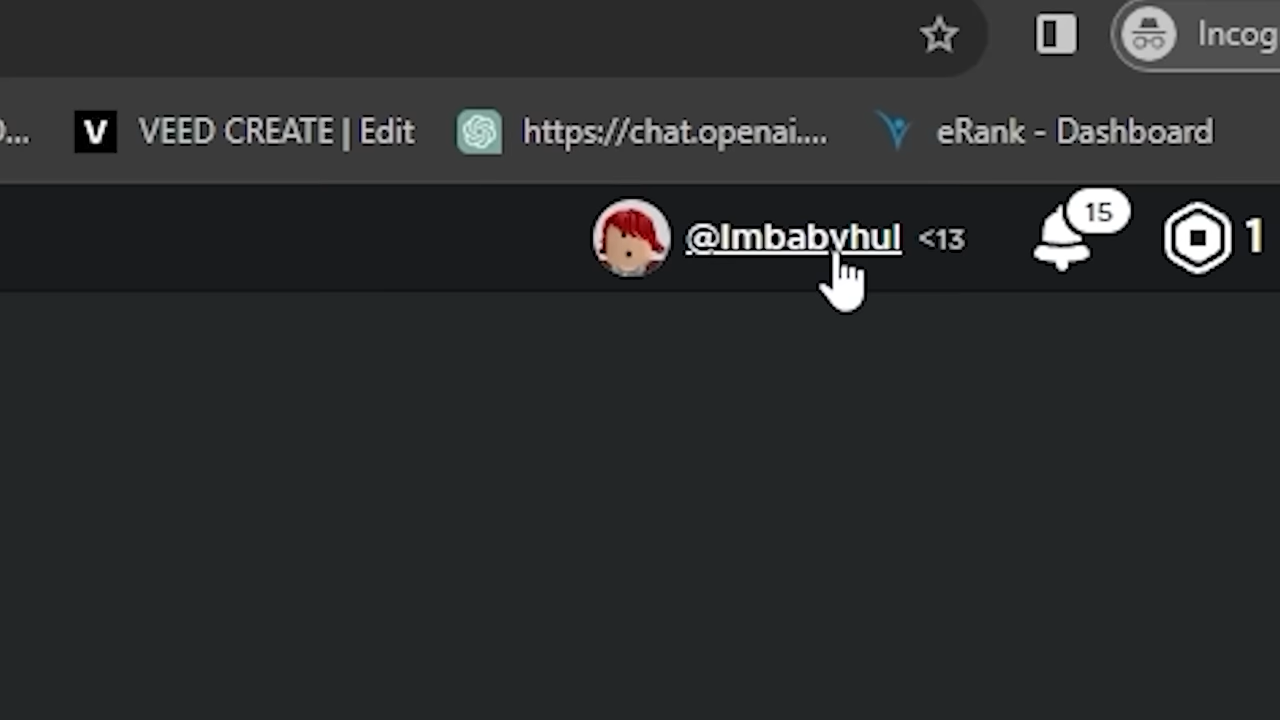 Incog
...
V VEED CREATE | Edit https://chat.openai.... eRank - Dashboard
@Imbabyhul <13 15 1